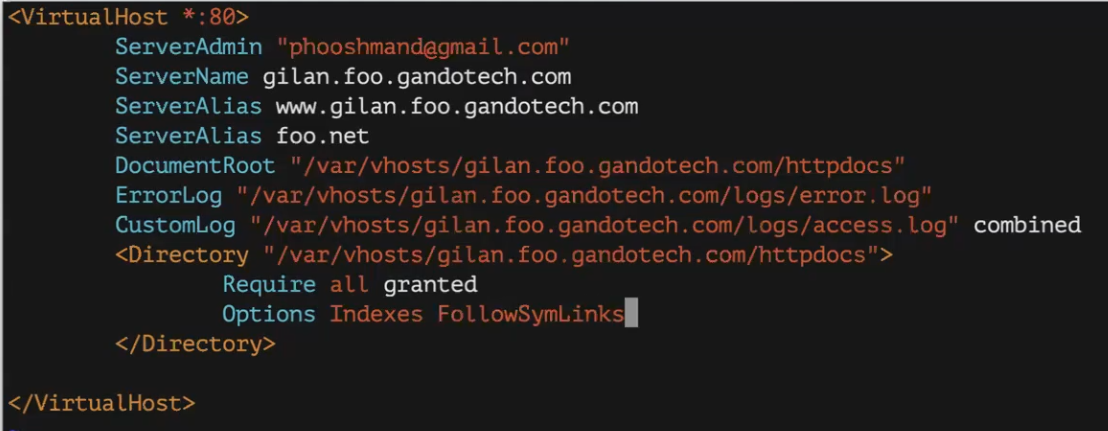 <VirtualHost *:80>
ServerAdmin "phooshmand@gmail.com"
ServerName gilan.foo.gandotech.com
ServerAlias www.gilan.foo.gandotech.com
ServerAlias foo.net
DocumentRoot "/var/vhosts/gilan.foo.gandotech.com/httpdocs"
ErrorLog "/var/vhosts/gilan.foo.gandotech.com/logs/error.log"
CustomLog "/var/vhosts/gilan.foo.gandotech.com/logs/access.log" combined
<Directory "/var/vhosts/gilan.foo.gandotech.com/httpdocs">
Require all granted
Options Indexes FollowSymLinks
</Directory>
</VirtualHost>